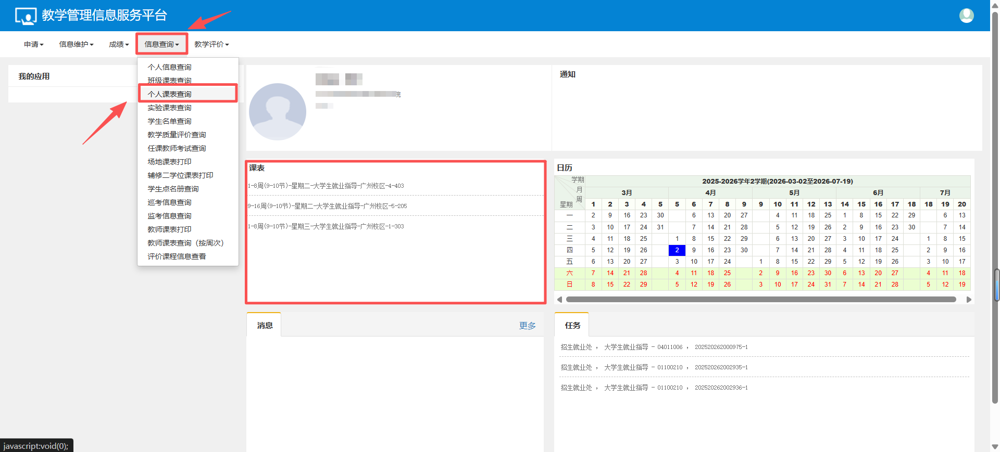 教学管理信息服务平台
申请 信息维护 成绩 信息查询 教学评价
个人信息查询
班级课表查询
个人课表查询
实验课表查询
学生名单查询
教学质量评价查询
任课教师考试查询
场地课表打印
辅修二学位课表打印
学生点名册查询
巡考信息查询
监考信息查询
教师课表打印
教师课表查询（按周次）
评价课程信息查看
我的应用
院
通知
课表
1-8周(9-10节)-星期二-大学生就业指导-广州校区-4-403
9-16周(9-10节)-星期二-大学生就业指导-广州校区-5-205
1-8周(9-10节)-星期三-大学生就业指导-广州校区-1-303
日历
学期 2025-2026学年2学期(2026-03-02至2026-07-19)
月 3月 4月 5月 6月 7月
周
星期 1 2 3 4 5 5 6 7 8 9 9 10 11 12 13 14 15 16 17 18 18 19 20
一 2 9 16 23 30 6 13 20 27 4 11 18 25 1 8 15 22 29 6 13
二 3 10 17 24 31 7 14 21 28 5 12 19 26 2 9 16 23 30 7 14
三 4 11 18 25 1 8 15 22 29 6 13 20 27 3 10 17 24 1 8 15
四 5 12 19 26 2 9 16 23 30 7 14 21 28 4 11 18 25 2 9 16
五 6 13 20 27 3 10 17 24 1 8 15 22 29 5 12 19 26 3 10 17
六 7 14 21 28 4 11 18 25 2 9 16 23 30 6 13 20 27 4 11 18
日 8 15 22 29 5 12 19 26 3 10 17 24 31 7 14 21 28 5 12 19
消息 更多
任务
招生就业处 ， 大学生就业指导 - 04011006 ， 202520262000975-1
招生就业处 ， 大学生就业指导 - 01100210 ， 202520262002935-1
招生就业处 ， 大学生就业指导 - 01100210 ， 202520262002936-1
javascript:void(0);